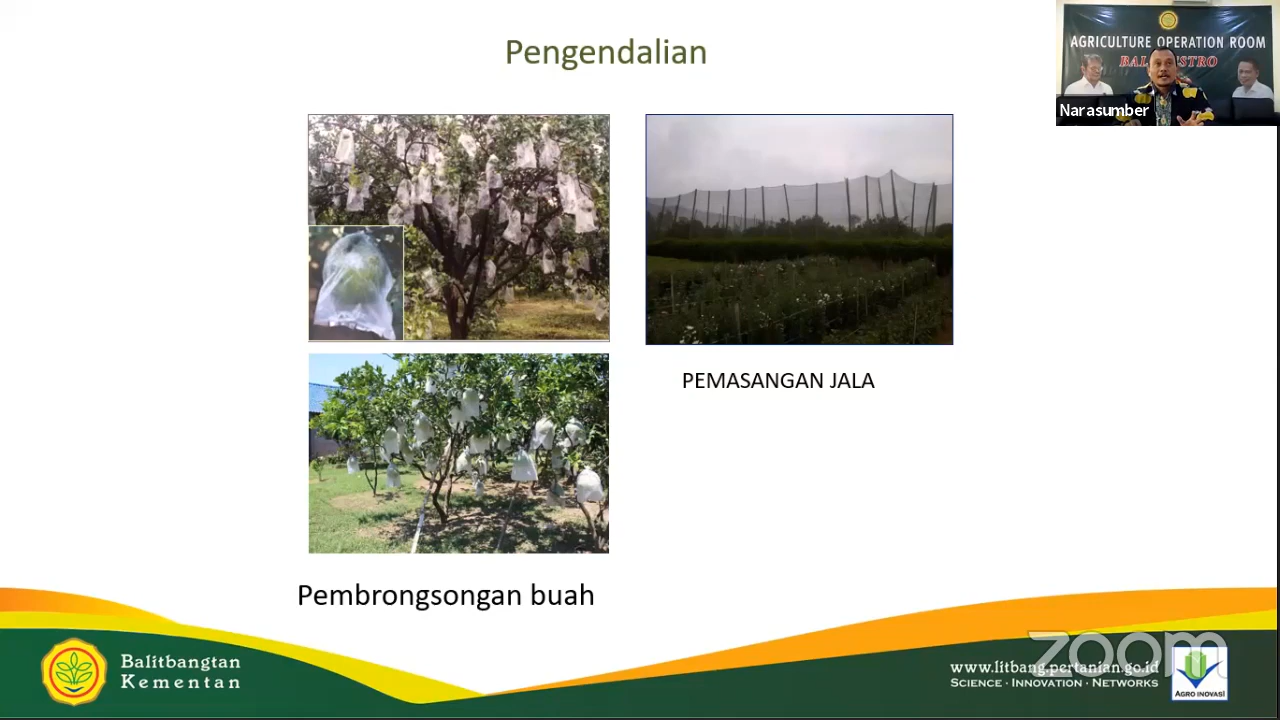 Pengendalian
AGRICULTURE OPERATION ROOM
Narasumber
PEMASANGAN JALA
Pembrongsongan buah
Balitbangtan
Kementan
www.litbang.pertanian.go.id
SCIENCE · INNOVATION · NETWORKS
zoom
AGRO INOVASI